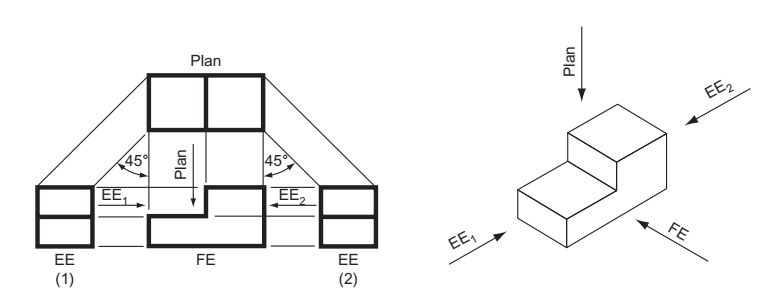 Plan
45°
Plan
45°
EE₁
EE₂
EE
(1)
FE
EE
(2)
Plan
EE₂
EE₁
FE